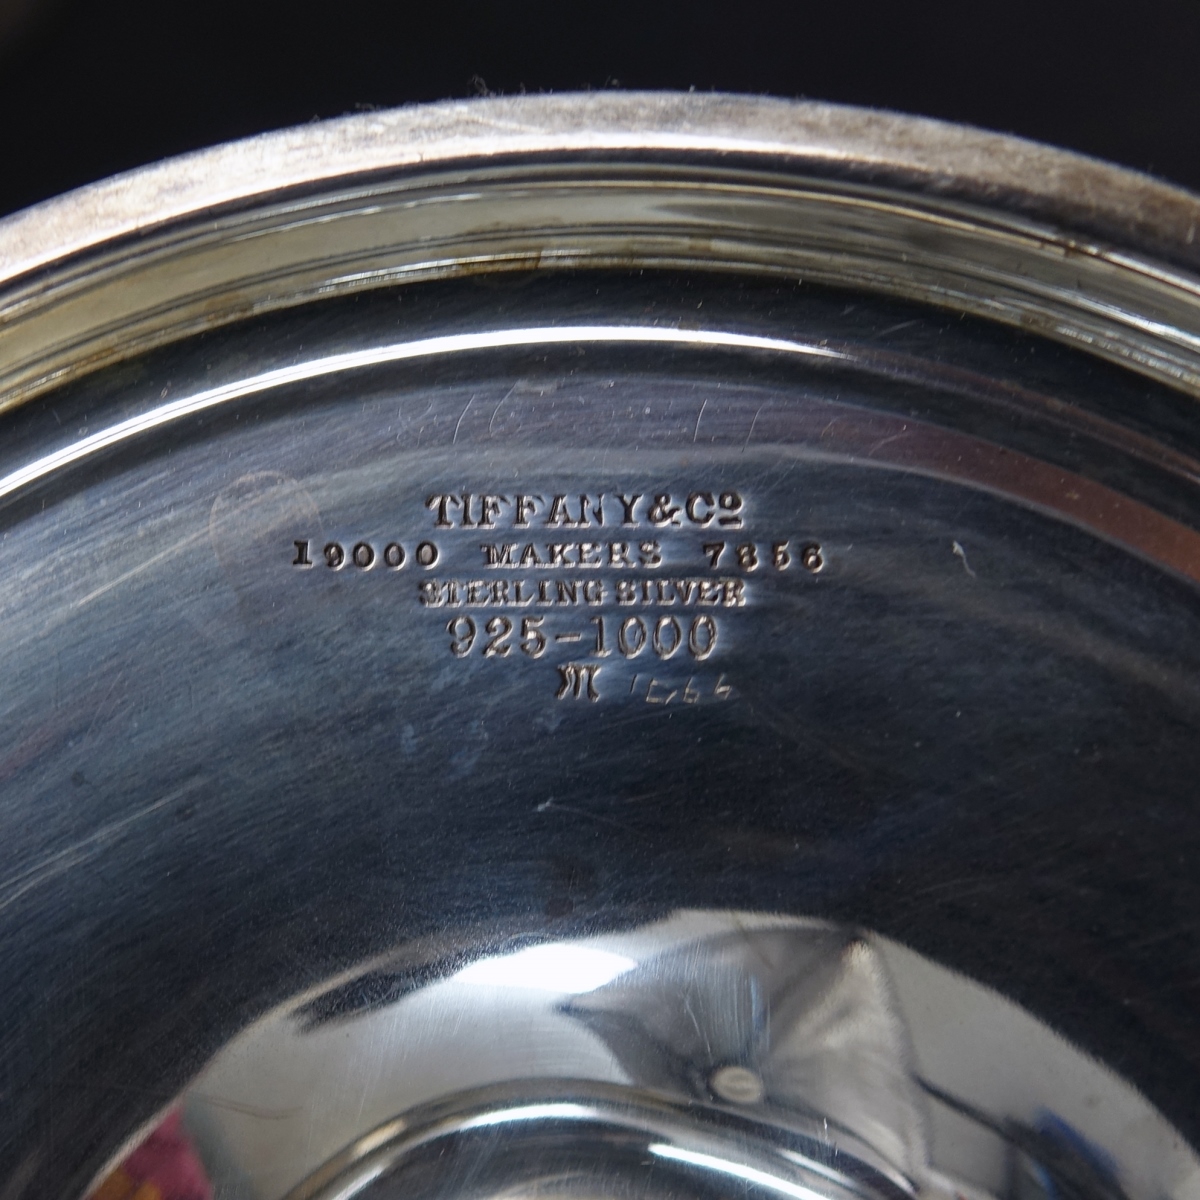 TIFFANY & Cº
19000 MAKERS 7856
STERLING SILVER
925-1000
M